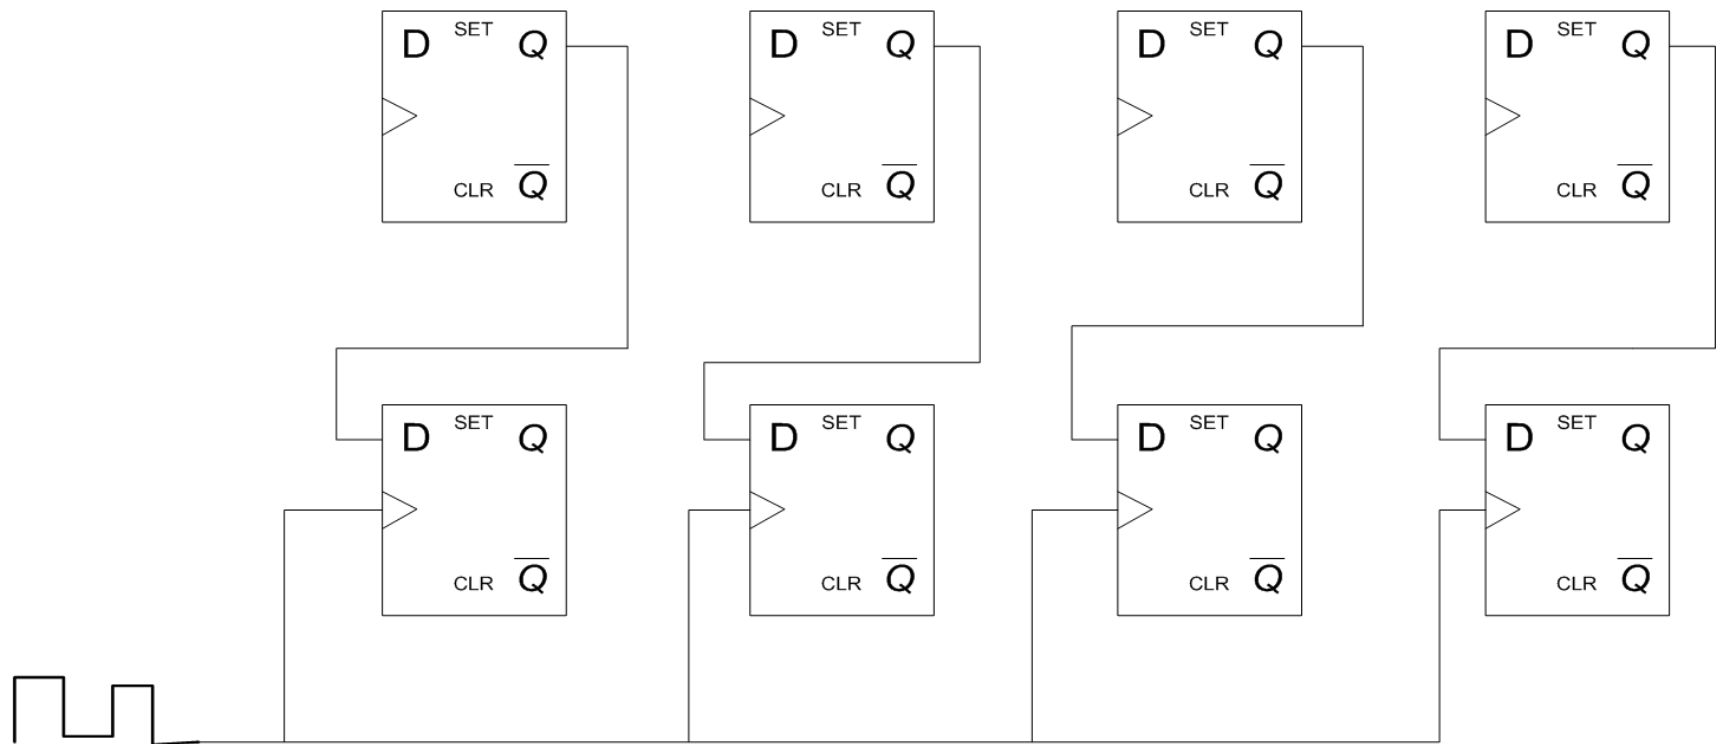 D SET Q D SET Q D SET Q D SET Q
CLR Q̅ CLR Q̅ CLR Q̅ CLR Q̅
D SET Q D SET Q D SET Q D SET Q
CLR Q̅ CLR Q̅ CLR Q̅ CLR Q̅